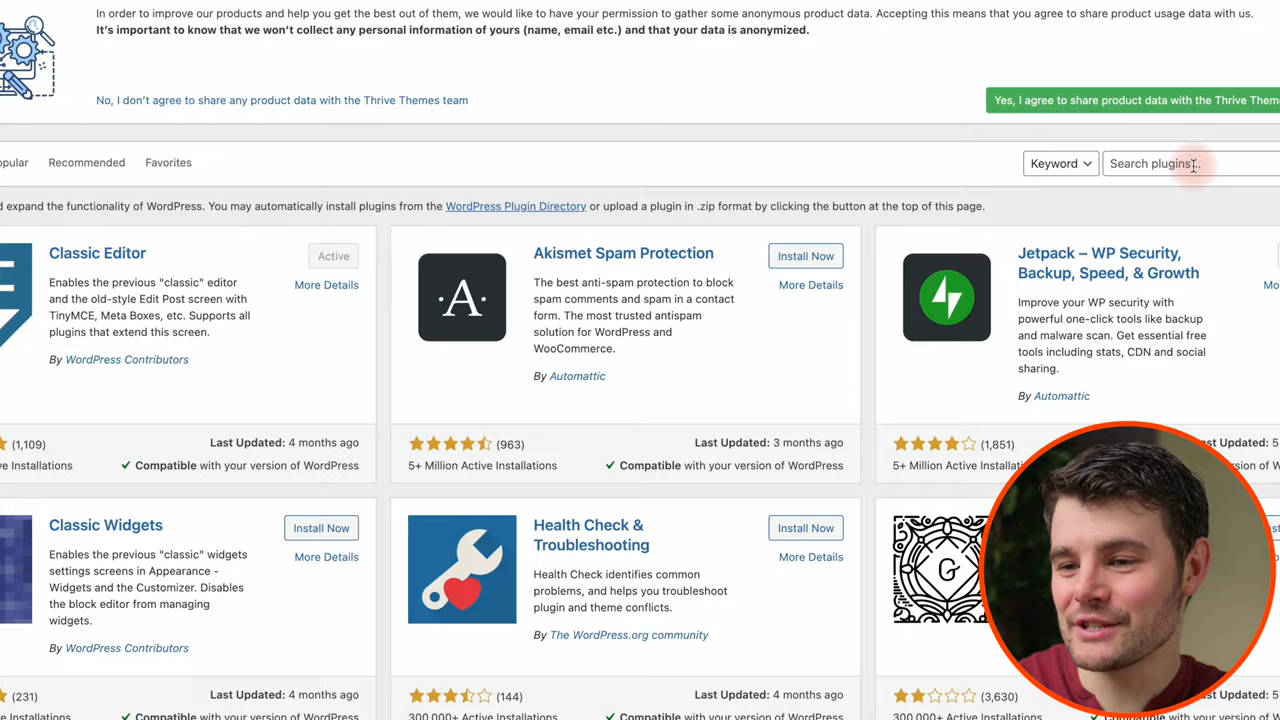 In order to improve our products and help you get the best out of them, we would like to have your permission to gather some anonymous product data. Accepting this means that you agree to share product usage data with us.
It's important to know that we won't collect any personal information of yours (name, email etc.) and that your data is anonymized.
No, I don't agree to share any product data with the Thrive Themes team
Yes, I agree to share product data with the Thrive Theme
opular Recommended Favorites
Keyword
Search plugins...
d expand the functionality of WordPress. You may automatically install plugins from the WordPress Plugin Directory or upload a plugin in .zip format by clicking the button at the top of this page.
Classic Editor
Active
More Details
Enables the previous "classic" editor
and the old-style Edit Post screen with
TinyMCE, Meta Boxes, etc. Supports all
plugins that extend this screen.
By WordPress Contributors
(1,109)
Last Updated: 4 months ago
ve Installations
✓ Compatible with your version of WordPress
·A·
Akismet Spam Protection
Install Now
More Details
The best anti-spam protection to block
spam comments and spam in a contact
form. The most trusted antispam
solution for WordPress and
WooCommerce.
By Automattic
(963)
Last Updated: 3 months ago
5+ Million Active Installations
✓ Compatible with your version of WordPress
Jetpack – WP Security,
Backup, Speed, & Growth
Mo
Improve your WP security with
powerful one-click tools like backup
and malware scan. Get essential free
tools including stats, CDN and social
sharing.
By Automattic
(1,851)
st Updated: 5
5+ Million Active Installati
rsion of W
Classic Widgets
Install Now
More Details
Enables the previous "classic" widgets
settings screens in Appearance -
Widgets and the Customizer. Disables
the block editor from managing
widgets.
By WordPress Contributors
(231)
Last Updated: 4 months ago
e Installations
✓ Compatible with your version of WordPress
Health Check &
Troubleshooting
Install Now
More Details
Health Check identifies common
problems, and helps you troubleshoot
plugin and theme conflicts.
By The WordPress.org community
(144)
Last Updated: 4 months ago
300,000+ Active Installations
✓ Compatible with your version of WordPress
G
(3,630)
st Updated: 5
300,000+ Active Installations
rsion of W